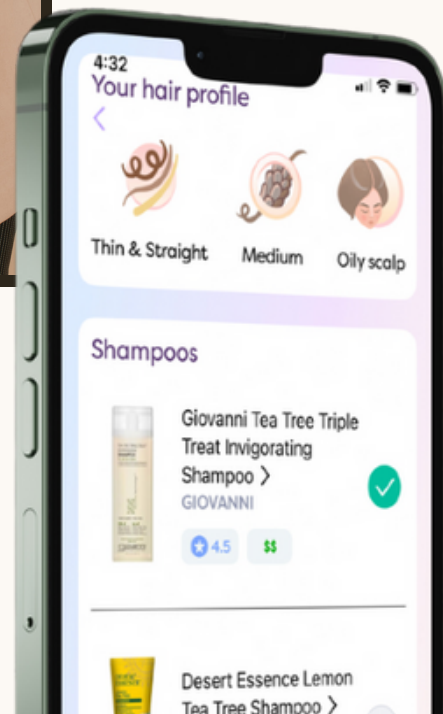 4:32
Your hair profile
Thin & Straight
Medium
Oily scalp
Shampoos
Giovanni Tea Tree Triple
Treat Invigorating
Shampoo >
GIOVANNI
4.5
$$
Desert Essence Lemon
Tea Tree Shampoo >